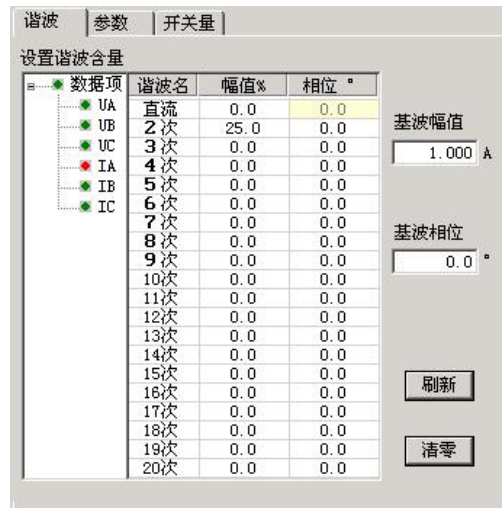 谐波 参数 开关量
设置谐波含量
数据项
UA
UB
UC
IA
IB
IC
谐波名 幅值% 相位 °
直流 0.0 0.0
2次 25.0 0.0
3次 0.0 0.0
4次 0.0 0.0
5次 0.0 0.0
6次 0.0 0.0
7次 0.0 0.0
8次 0.0 0.0
9次 0.0 0.0
10次 0.0 0.0
11次 0.0 0.0
12次 0.0 0.0
13次 0.0 0.0
14次 0.0 0.0
15次 0.0 0.0
16次 0.0 0.0
17次 0.0 0.0
18次 0.0 0.0
19次 0.0 0.0
20次 0.0 0.0
基波幅值
1.000 A
基波相位
0.0 °
刷新
清零